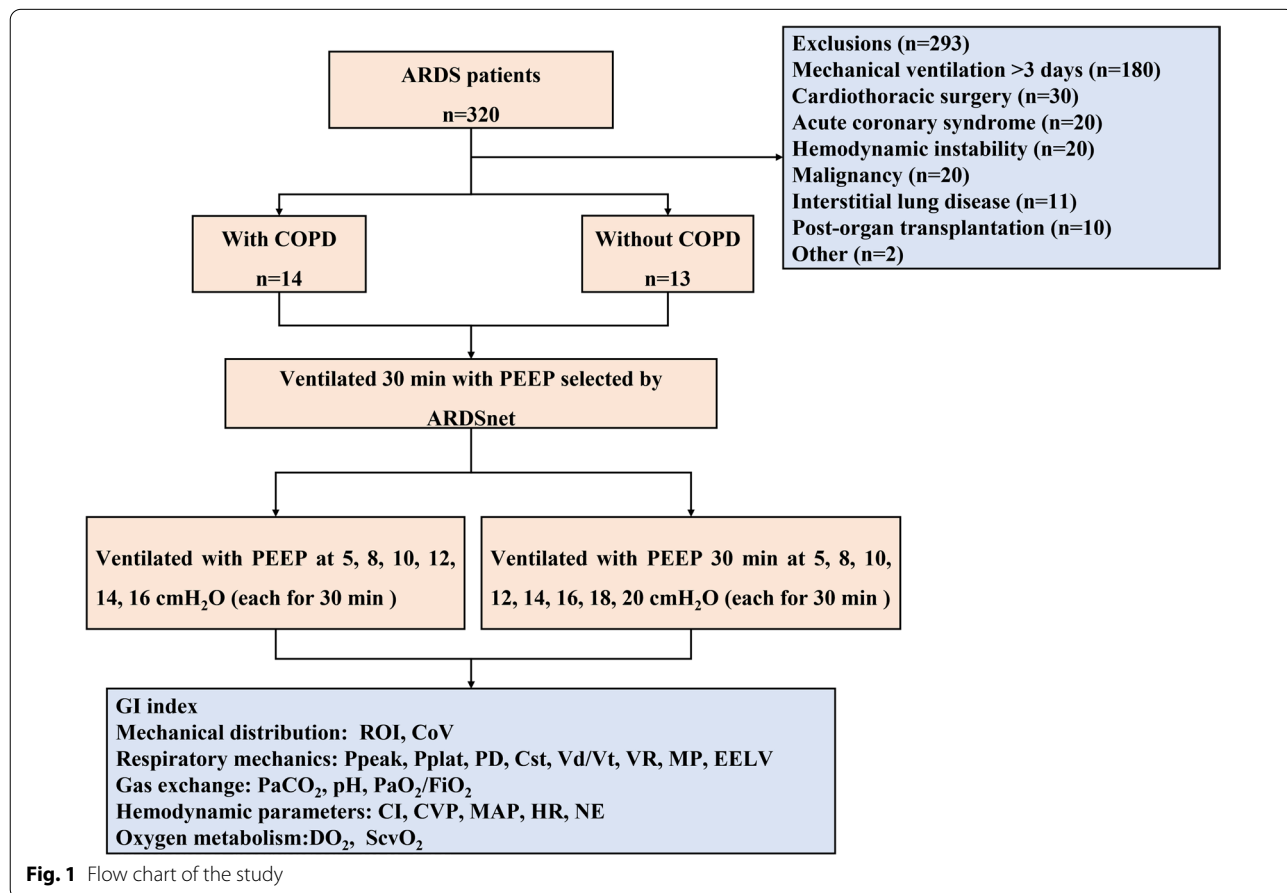 ARDS patients
n=320
Exclusions (n=293)
Mechanical ventilation >3 days (n=180)
Cardiothoracic surgery (n=30)
Acute coronary syndrome (n=20)
Hemodynamic instability (n=20)
Malignancy (n=20)
Interstitial lung disease (n=11)
Post-organ transplantation (n=10)
Other (n=2)
With COPD
n=14
Without COPD
n=13
Ventilated 30 min with PEEP selected by
ARDSnet
Ventilated with PEEP at 5, 8, 10, 12,
14, 16 cmH₂O (each for 30 min )
Ventilated with PEEP 30 min at 5, 8, 10,
12, 14, 16, 18, 20 cmH₂O (each for 30 min )
GI index
Mechanical distribution: ROI, CoV
Respiratory mechanics: Ppeak, Pplat, PD, Cst, Vd/Vt, VR, MP, EELV
Gas exchange: PaCO₂, pH, PaO₂/FiO₂
Hemodynamic parameters: CI, CVP, MAP, HR, NE
Oxygen metabolism:DO₂, ScvO₂
Fig. 1 Flow chart of the study